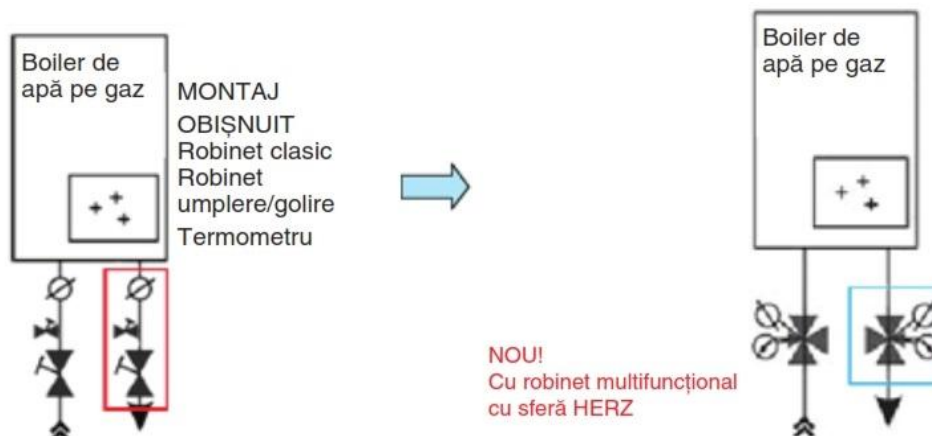 Boiler de
apă pe gaz
MONTAJ
OBIȘNUIT
Robinet clasic
Robinet
umplere/golire
Termometru
NOU!
Cu robinet multifuncțional
cu sferă HERZ
Boiler de
apă pe gaz